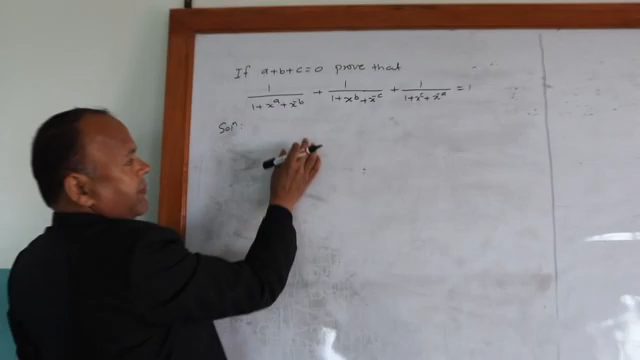 If a+b+c=0 prove that
1/(1+x^a+x^-b) + 1/(1+x^b+x^-c) + 1/(1+x^c+x^-a) = 1
Solⁿ: